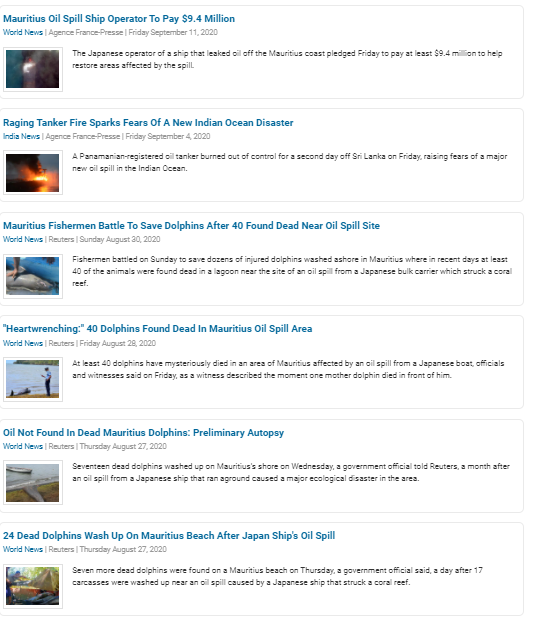 Mauritius Oil Spill Ship Operator To Pay $9.4 Million
World News | Agence France-Presse | Friday September 11, 2020
The Japanese operator of a ship that leaked oil off the Mauritius coast pledged Friday to pay at least $9.4 million to help
restore areas affected by the spill.
Raging Tanker Fire Sparks Fears Of A New Indian Ocean Disaster
India News | Agence France-Presse | Friday September 4, 2020
A Panamanian-registered oil tanker burned out of control for a second day off Sri Lanka on Friday, raising fears of a major
new oil spill in the Indian Ocean.
Mauritius Fishermen Battle To Save Dolphins After 40 Found Dead Near Oil Spill Site
World News | Reuters | Sunday August 30, 2020
Fishermen battled on Sunday to save dozens of injured dolphins washed ashore in Mauritius where in recent days at least
40 of the animals were found dead in a lagoon near the site of an oil spill from a Japanese bulk carrier which struck a coral
reef.
"Heartwrenching:" 40 Dolphins Found Dead In Mauritius Oil Spill Area
World News | Reuters | Friday August 28, 2020
At least 40 dolphins have mysteriously died in an area of Mauritius affected by an oil spill from a Japanese boat, officials
and witnesses said on Friday, as a witness described the moment one mother dolphin died in front of him.
Oil Not Found In Dead Mauritius Dolphins: Preliminary Autopsy
World News | Reuters | Thursday August 27, 2020
Seventeen dead dolphins washed up on Mauritius's shore on Wednesday, a government official told Reuters, a month after
an oil spill from a Japanese ship that ran aground caused a major ecological disaster in the area.
24 Dead Dolphins Wash Up On Mauritius Beach After Japan Ship's Oil Spill
World News | Reuters | Thursday August 27, 2020
Seven more dead dolphins were found on a Mauritius beach on Thursday, a government official said, a day after 17
carcasses were washed up near an oil spill caused by a Japanese ship that struck a coral reef.